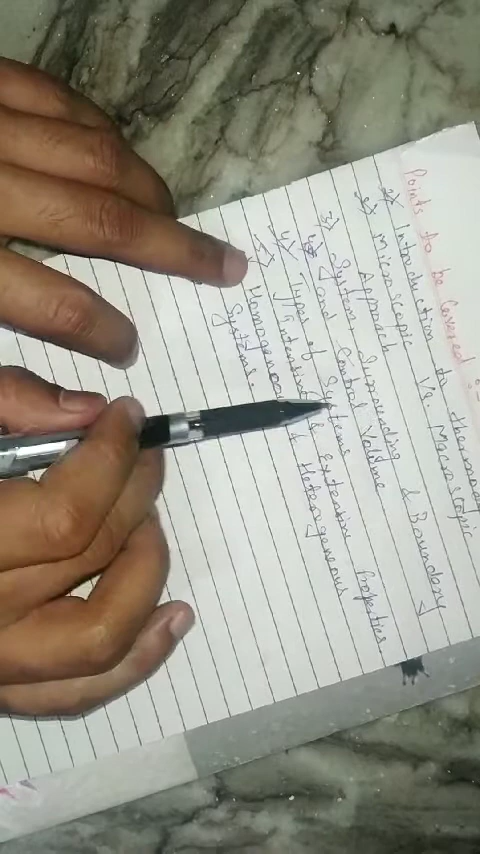 Points to be Covered :-
1) Introduction to thermody
2) Microscopic Vs. Macroscopic
Approach
3) System, Surrounding & Boundary
and Control Volume
4) Types of Systems
Intensive & Extensive Properties
5) Homogeneous & Heterogeneous
Systems.